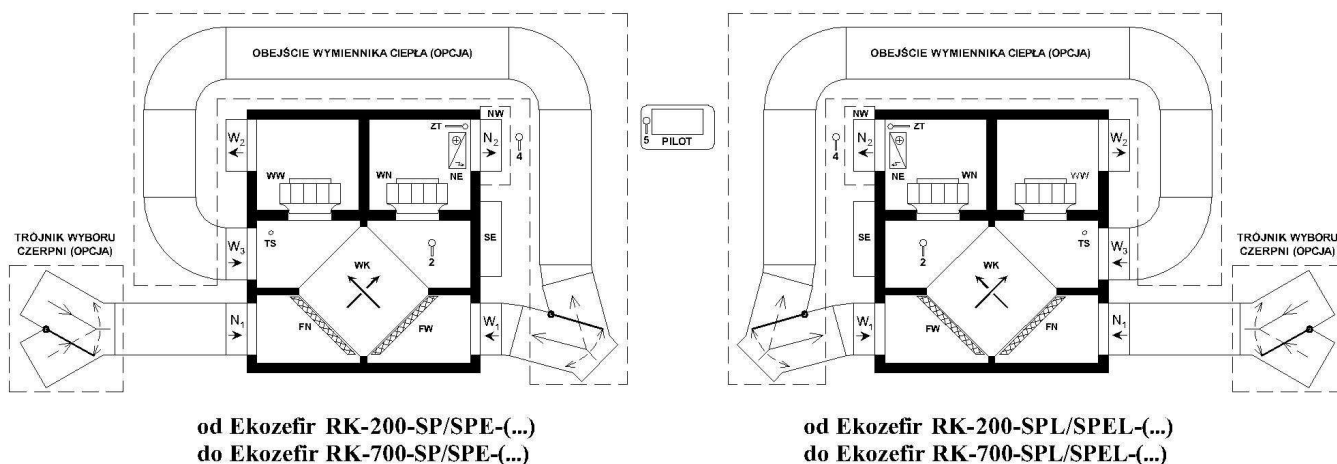 OBEJŚCIE WYMIENNIKA CIEPŁA (OPCJA)
NW
ZT
W2
N2
4
WW
WN
NE
TRÓJNIK WYBORU
CZERPNI (OPCJA)
TS
W3
2
SE
WK
N1
FN
FW
W1
od Ekozefir RK-200-SP/SPE-(...)
do Ekozefir RK-700-SP/SPE-(...)
5
PILOT
OBEJŚCIE WYMIENNIKA CIEPŁA (OPCJA)
NW
4
N2
ZT
W2
NE
WN
WW
SE
2
TS
W3
TRÓJNIK WYBORU
CZERPNI (OPCJA)
WK
W1
FW
FN
N1
od Ekozefir RK-200-SPL/SPEL-(...)
do Ekozefir RK-700-SPL/SPEL-(...)